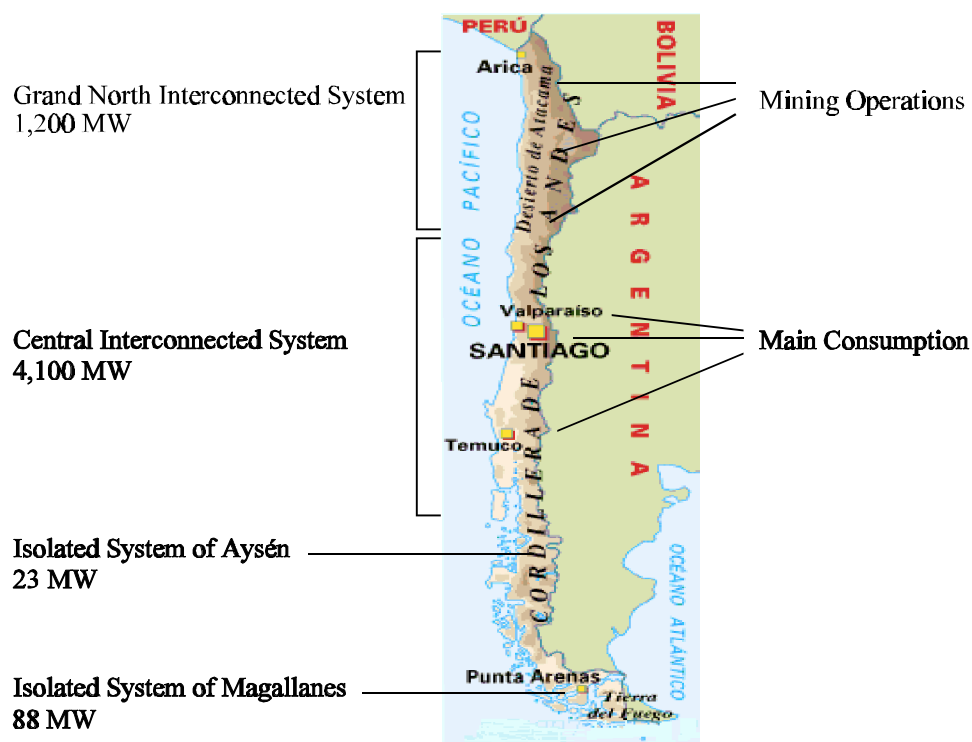 Grand North Interconnected System
1,200 MW
Central Interconnected System
4,100 MW
Isolated System of Aysén
23 MW
Isolated System of Magallanes
88 MW
PERÚ
BOLIVIA
Arica
Desierto de Atacama
OCÉANO PACÍFICO
CORDILLERA DE LOS ANDES
ARGENTINA
Valparaíso
SANTIAGO
Temuco
OCÉANO ATLÁNTICO
Punta Arenas
Tierra
del Fuego
Mining Operations
Main Consumption